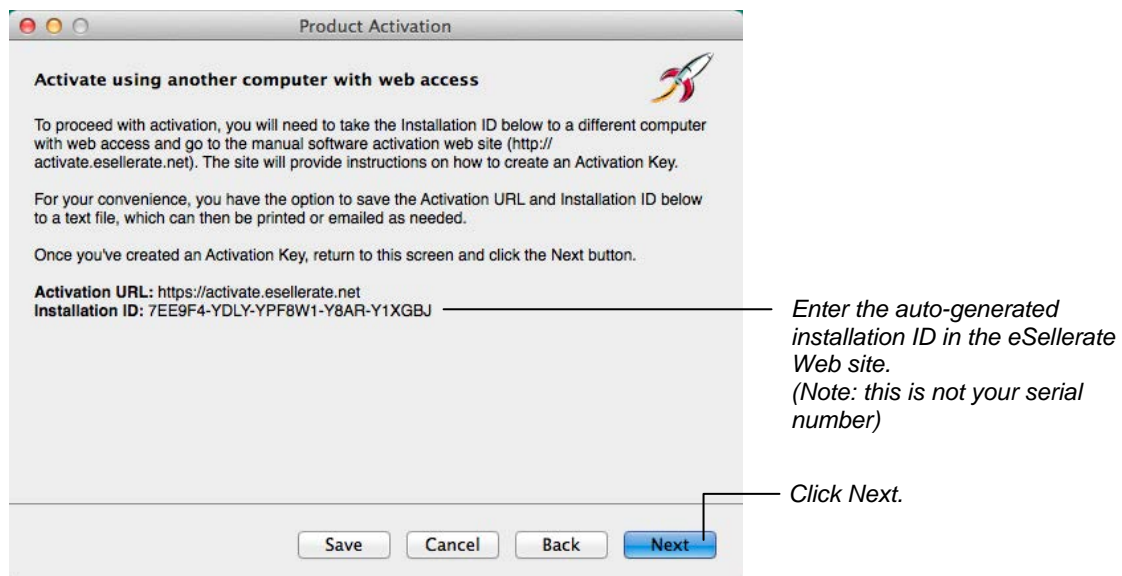 Product Activation
Activate using another computer with web access
To proceed with activation, you will need to take the Installation ID below to a different computer
with web access and go to the manual software activation web site (http://
activate.esellerate.net). The site will provide instructions on how to create an Activation Key.
For your convenience, you have the option to save the Activation URL and Installation ID below
to a text file, which can then be printed or emailed as needed.
Once you've created an Activation Key, return to this screen and click the Next button.
Activation URL: https://activate.esellerate.net
Installation ID: 7EE9F4-YDLY-YPF8W1-Y8AR-Y1XGBJ
Enter the auto-generated
installation ID in the eSellerate
Web site.
(Note: this is not your serial
number)
Click Next.
Save Cancel Back Next